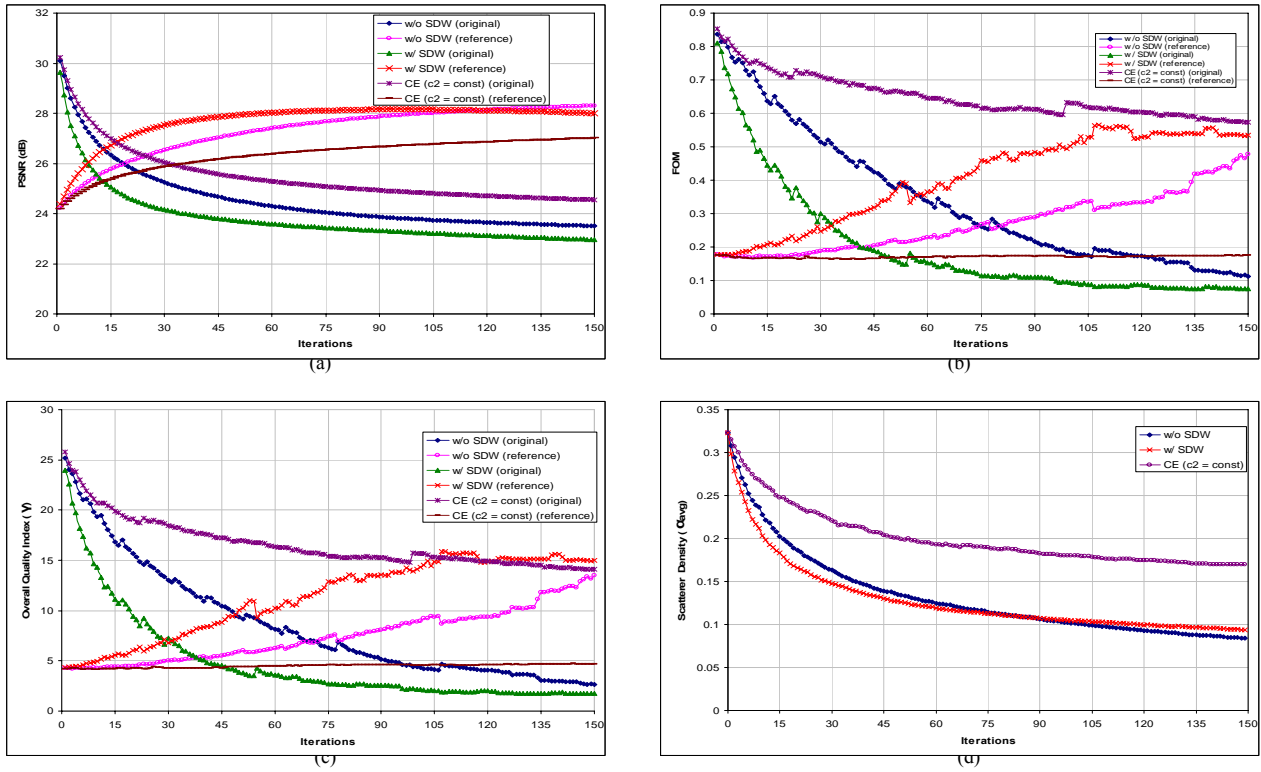 w/o SDW (original)
w/o SDW (reference)
w/ SDW (original)
w/ SDW (reference)
CE (c2 = const) (original)
CE (c2 = const) (reference)
30
28
26
24
22
20
PSNR (dB)
0 15 30 45 60 75 90 105 120 135 150
Iterations
(a)
w/o SDW (original)
w/o SDW (reference)
w/ SDW (original)
w/ SDW (reference)
CE (c2 = const) (original)
CE (c2 = const) (reference)
0.9
0.8
0.7
0.6
0.5
0.4
0.3
0.2
0.1
0
FOM
0 15 30 45 60 75 90 105 120 135 150
Iterations
(b)
w/o SDW (original)
w/o SDW (reference)
w/ SDW (original)
w/ SDW (reference)
CE (c2 = const) (original)
CE (c2 = const) (reference)
30
25
20
15
10
5
0
Overall Quality Index (γ)
0 15 30 45 60 75 90 105 120 135 150
Iterations
(c)
w/o SDW
w/ SDW
CE (c2 = const)
0.35
0.3
0.25
0.2
0.15
0.1
0.05
0
Scatterer Density (αavg)
0 15 30 45 60 75 90 105 120 135 150
Iterations
(d)